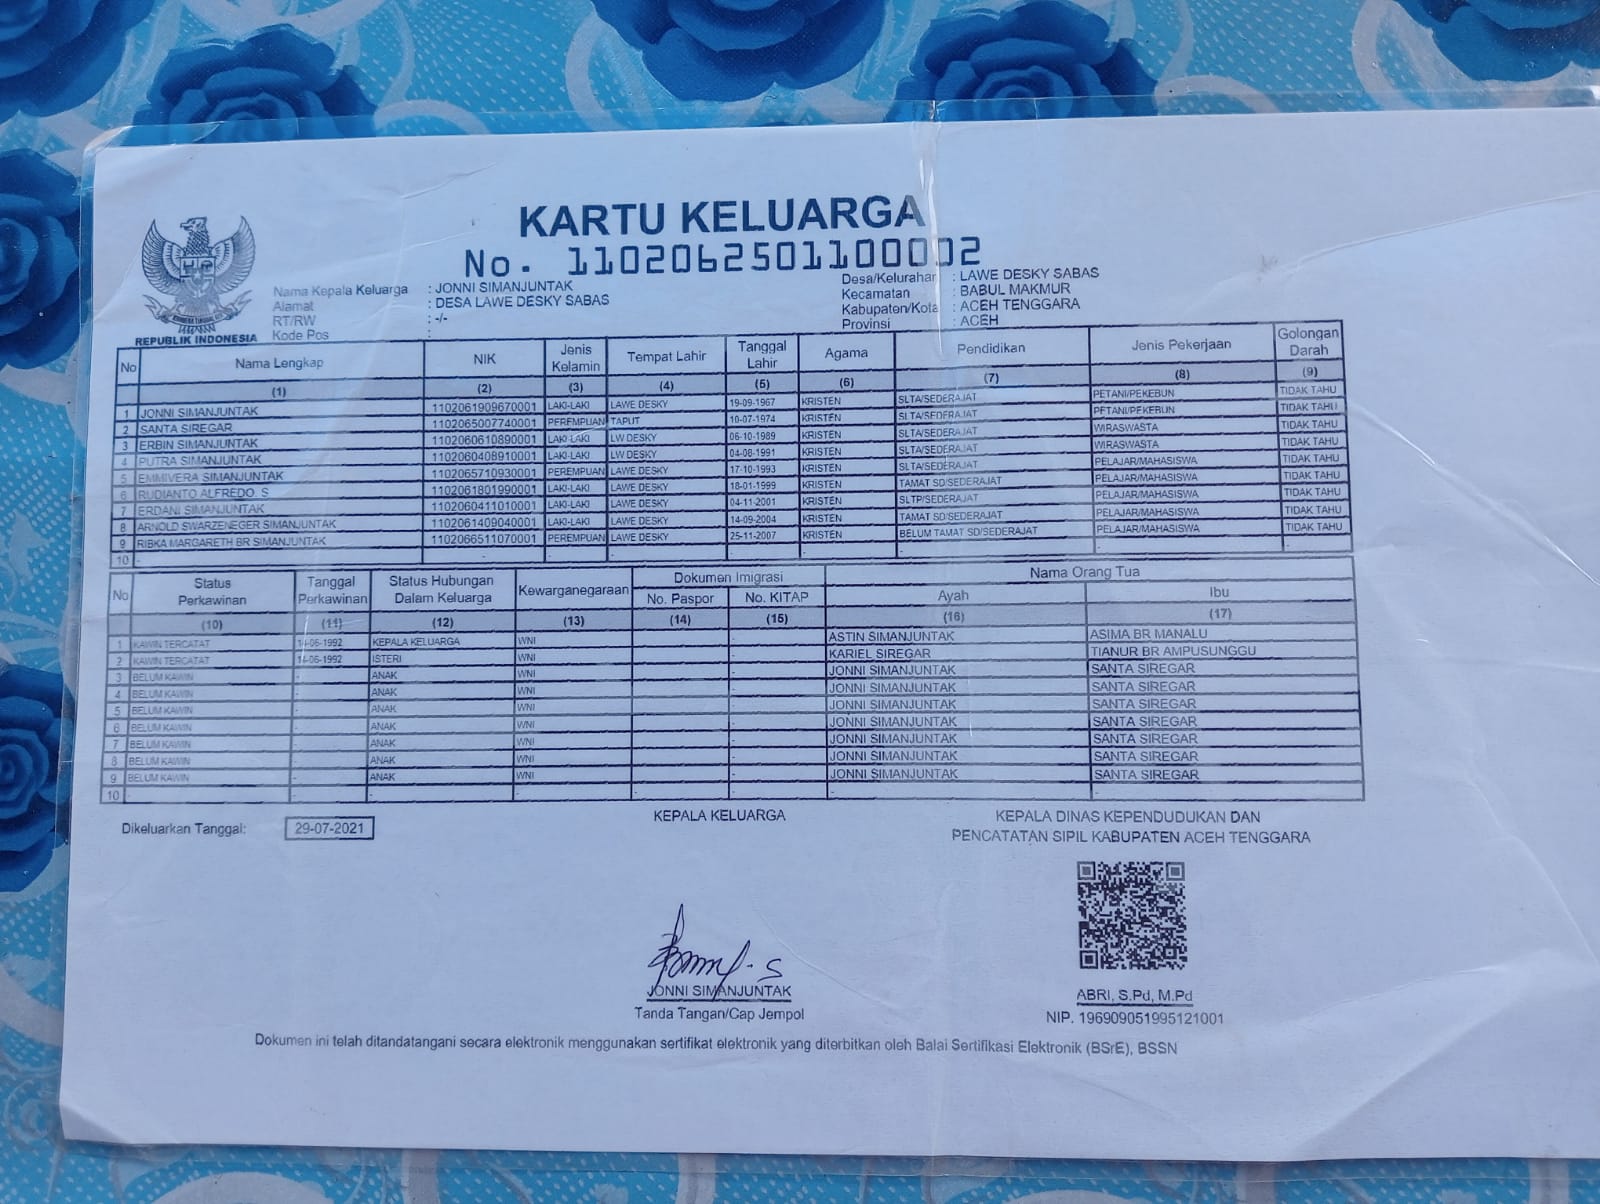 KARTU KELUARGA
No. 1102062501100002
Nama Kepala Keluarga : JONNI SIMANJUNTAK
Alamat : DESA LAWE DESKY SABAS
RT/RW : -/-
Kode Pos :
Desa/Kelurahan : LAWE DESKY SABAS
Kecamatan : BABUL MAKMUR
Kabupaten/Kota : ACEH TENGGARA
Provinsi : ACEH
REPUBLIK INDONESIA
No Nama Lengkap NIK Jenis Kelamin Tempat Lahir Tanggal Lahir Agama Pendidikan Jenis Pekerjaan Golongan Darah
(1) (2) (3) (4) (5) (6) (7) (8) (9)
1 JONNI SIMANJUNTAK 1102061909670001 LAKI-LAKI LAWE DESKY 19-09-1967 KRISTEN SLTA/SEDERAJAT PETANI/PEKEBUN TIDAK TAHU
2 SANTA SIREGAR 1102065007740001 PEREMPUAN TAPUT 10-07-1974 KRISTEN SLTA/SEDERAJAT PETANI/PEKEBUN TIDAK TAHU
3 ERBIN SIMANJUNTAK 1102060610890001 LAKI-LAKI LW DESKY 06-10-1989 KRISTEN SLTA/SEDERAJAT WIRASWASTA TIDAK TAHU
4 PUTRA SIMANJUNTAK 1102060408910001 LAKI-LAKI LW DESKY 04-08-1991 KRISTEN SLTA/SEDERAJAT WIRASWASTA TIDAK TAHU
5 EMMIVERA SIMANJUNTAK 1102065710930001 PEREMPUAN LAWE DESKY 17-10-1993 KRISTEN SLTA/SEDERAJAT PELAJAR/MAHASISWA TIDAK TAHU
6 RUDIANTO ALFREDO. S 1102061801990001 LAKI-LAKI LAWE DESKY 18-01-1999 KRISTEN TAMAT SD/SEDERAJAT PELAJAR/MAHASISWA TIDAK TAHU
7 ERDANI SIMANJUNTAK 1102060411010001 LAKI-LAKI LAWE DESKY 04-11-2001 KRISTEN SLTP/SEDERAJAT PELAJAR/MAHASISWA TIDAK TAHU
8 ARNOLD SWARZENEGER SIMANJUNTAK 1102061409040001 LAKI-LAKI LAWE DESKY 14-09-2004 KRISTEN TAMAT SD/SEDERAJAT PELAJAR/MAHASISWA TIDAK TAHU
9 RIBKA MARGARETH BR SIMANJUNTAK 1102066511070001 PEREMPUAN LAWE DESKY 25-11-2007 KRISTEN BELUM TAMAT SD/SEDERAJAT PELAJAR/MAHASISWA TIDAK TAHU
10 - - - - - - - - -
No Status Perkawinan Tanggal Perkawinan Status Hubungan Dalam Keluarga Kewarganegaraan Dokumen Imigrasi Nama Orang Tua
No. Paspor No. KITAP Ayah Ibu
(10) (11) (12) (13) (14) (15) (16) (17)
1 KAWIN TERCATAT 14-06-1992 KEPALA KELUARGA WNI - - ASTIN SIMANJUNTAK ASIMA BR MANALU
2 KAWIN TERCATAT 14-06-1992 ISTERI WNI - - KARIEL SIREGAR TIANUR BR AMPUSUNGGU
3 BELUM KAWIN - ANAK WNI - - JONNI SIMANJUNTAK SANTA SIREGAR
4 BELUM KAWIN - ANAK WNI - - JONNI SIMANJUNTAK SANTA SIREGAR
5 BELUM KAWIN - ANAK WNI - - JONNI SIMANJUNTAK SANTA SIREGAR
6 BELUM KAWIN - ANAK WNI - - JONNI SIMANJUNTAK SANTA SIREGAR
7 BELUM KAWIN - ANAK WNI - - JONNI SIMANJUNTAK SANTA SIREGAR
8 BELUM KAWIN - ANAK WNI - - JONNI SIMANJUNTAK SANTA SIREGAR
9 BELUM KAWIN - ANAK WNI - - JONNI SIMANJUNTAK SANTA SIREGAR
10 - - - - - - - -
Dikeluarkan Tanggal: 29-07-2021
KEPALA KELUARGA
JONNI SIMANJUNTAK
Tanda Tangan/Cap Jempol
KEPALA DINAS KEPENDUDUKAN DAN
PENCATATAN SIPIL KABUPATEN ACEH TENGGARA
ABRI, S.Pd, M.Pd
NIP. 196909051995121001
Dokumen ini telah ditandatangani secara elektronik menggunakan sertifikat elektronik yang diterbitkan oleh Balai Sertifikasi Elektronik (BSrE), BSSN